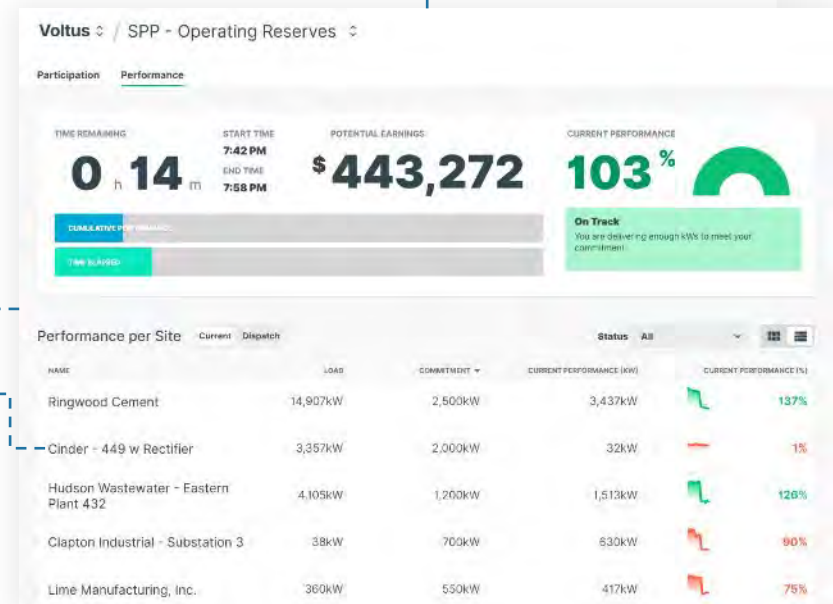 Voltus / SPP - Operating Reserves
Participation Performance
TIME REMAINING
0 h 14 m
START TIME
7:42 PM
END TIME
7:58 PM
POTENTIAL EARNINGS
$443,272
CURRENT PERFORMANCE
103%
CUMULATIVE PERFORMANCE
TIME ELAPSED
On Track
You are delivering enough kWs to meet your
commitment
Performance per Site Current Dispatch Status All
NAME LOAD COMMITMENT CURRENT PERFORMANCE (KW) CURRENT PERFORMANCE (%)
Ringwood Cement 14,907kW 2,500kW 3,437kW 137%
Cinder - 449 w Rectifier 3,357kW 2,000kW 32kW 1%
Hudson Wastewater - Eastern
Plant 432 4,105kW 1,200kW 1,513kW 126%
Clapton Industrial - Substation 3 38kW 700kW 630kW 90%
Lime Manufacturing, Inc. 360kW 550kW 417kW 75%